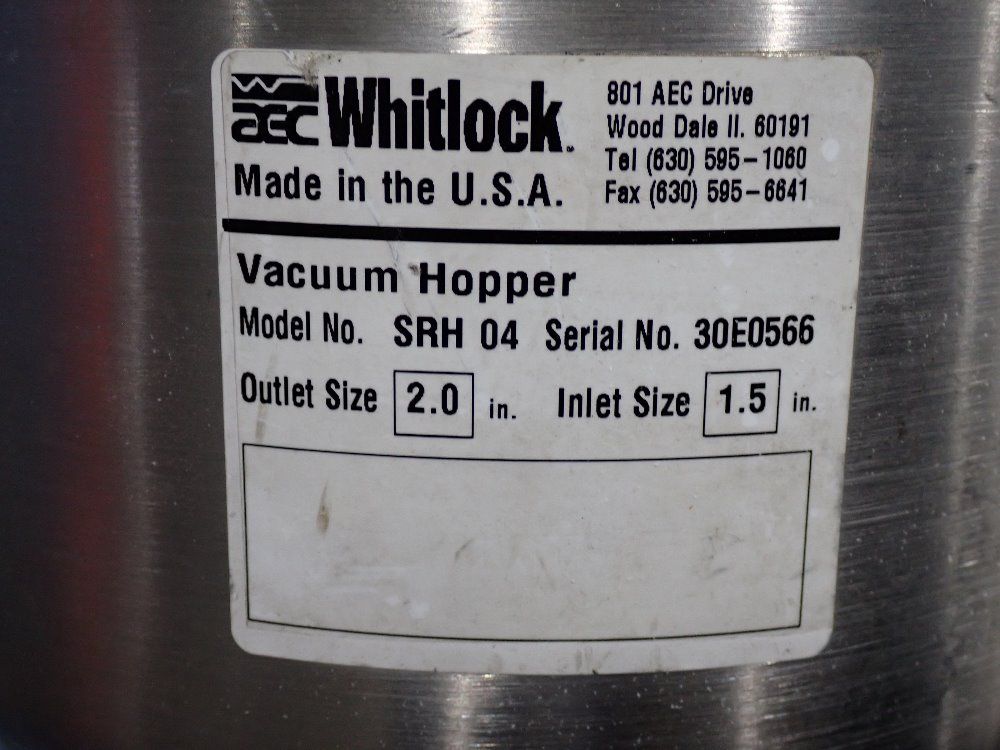 AEC Whitlock.
Made in the U.S.A.
801 AEC Drive
Wood Dale Il. 60191
Tel (630) 595-1060
Fax (630) 595-6641
Vacuum Hopper
Model No. SRH 04 Serial No. 30E0566
Outlet Size 2.0 in. Inlet Size 1.5 in.